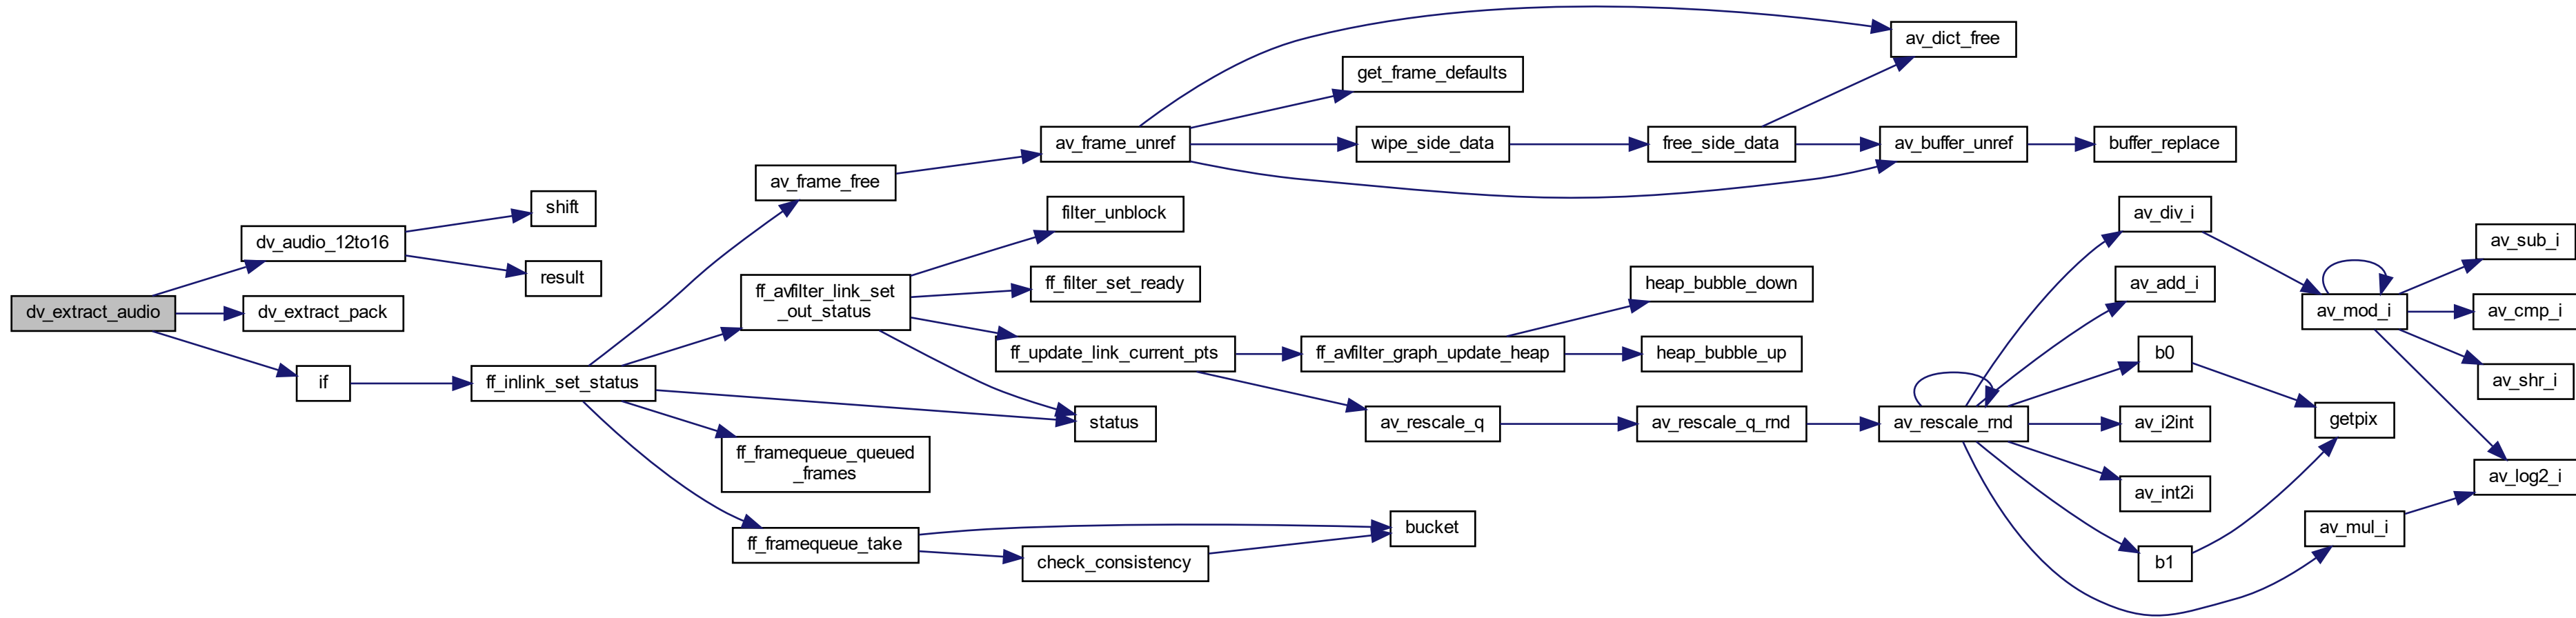 dv_extract_audio
dv_audio_12to16
dv_extract_pack
if
shift
result
ff_inlink_set_status
av_frame_free
ff_avfilter_link_set
_out_status
ff_framequeue_queued
_frames
ff_framequeue_take
av_frame_unref
filter_unblock
ff_filter_set_ready
ff_update_link_current_pts
status
check_consistency
get_frame_defaults
wipe_side_data
ff_avfilter_graph_update_heap
av_rescale_q
bucket
free_side_data
heap_bubble_down
heap_bubble_up
av_rescale_q_rnd
av_dict_free
av_buffer_unref
av_rescale_rnd
buffer_replace
av_div_i
av_add_i
b0
av_i2int
av_int2i
b1
av_mod_i
getpix
av_mul_i
av_sub_i
av_cmp_i
av_shr_i
av_log2_i